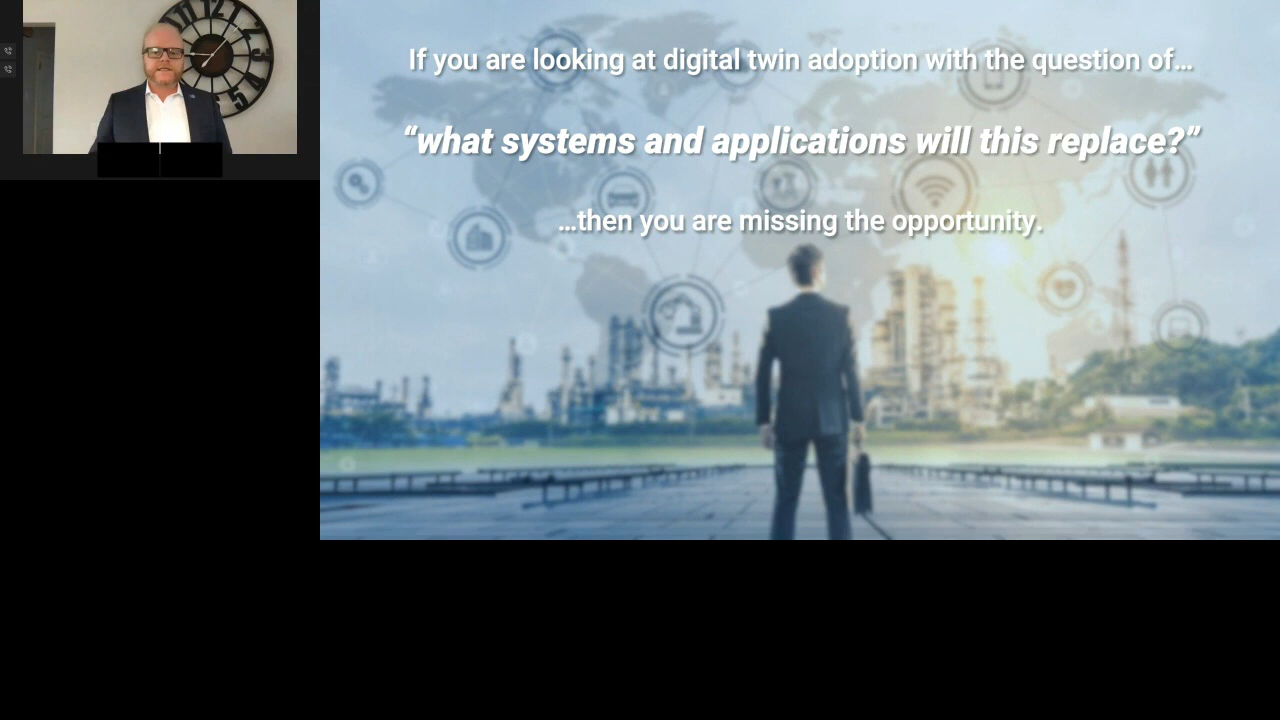 If you are looking at digital twin adoption with the question of…
“what systems and applications will this replace?”
…then you are missing the opportunity.